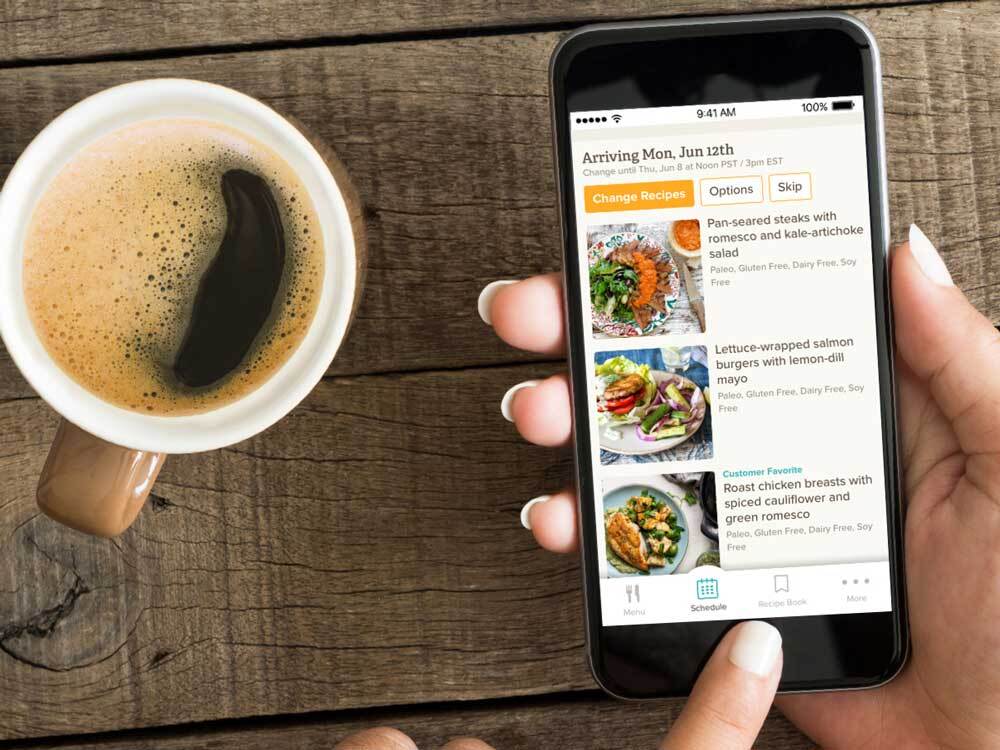 9:41 AM 100%
Arriving Mon, Jun 12th
Change until Thu, Jun 8 at Noon PST / 3pm EST
Change Recipes Options Skip
Pan-seared steaks with
romesco and kale-artichoke
salad
Paleo, Gluten Free, Dairy Free, Soy
Free
Lettuce-wrapped salmon
burgers with lemon-dill
mayo
Paleo, Gluten Free, Dairy Free, Soy
Free
Customer Favorite
Roast chicken breasts with
spiced cauliflower and
green romesco
Paleo, Gluten Free, Dairy Free, Soy
Free
Menu Schedule Recipe Book More